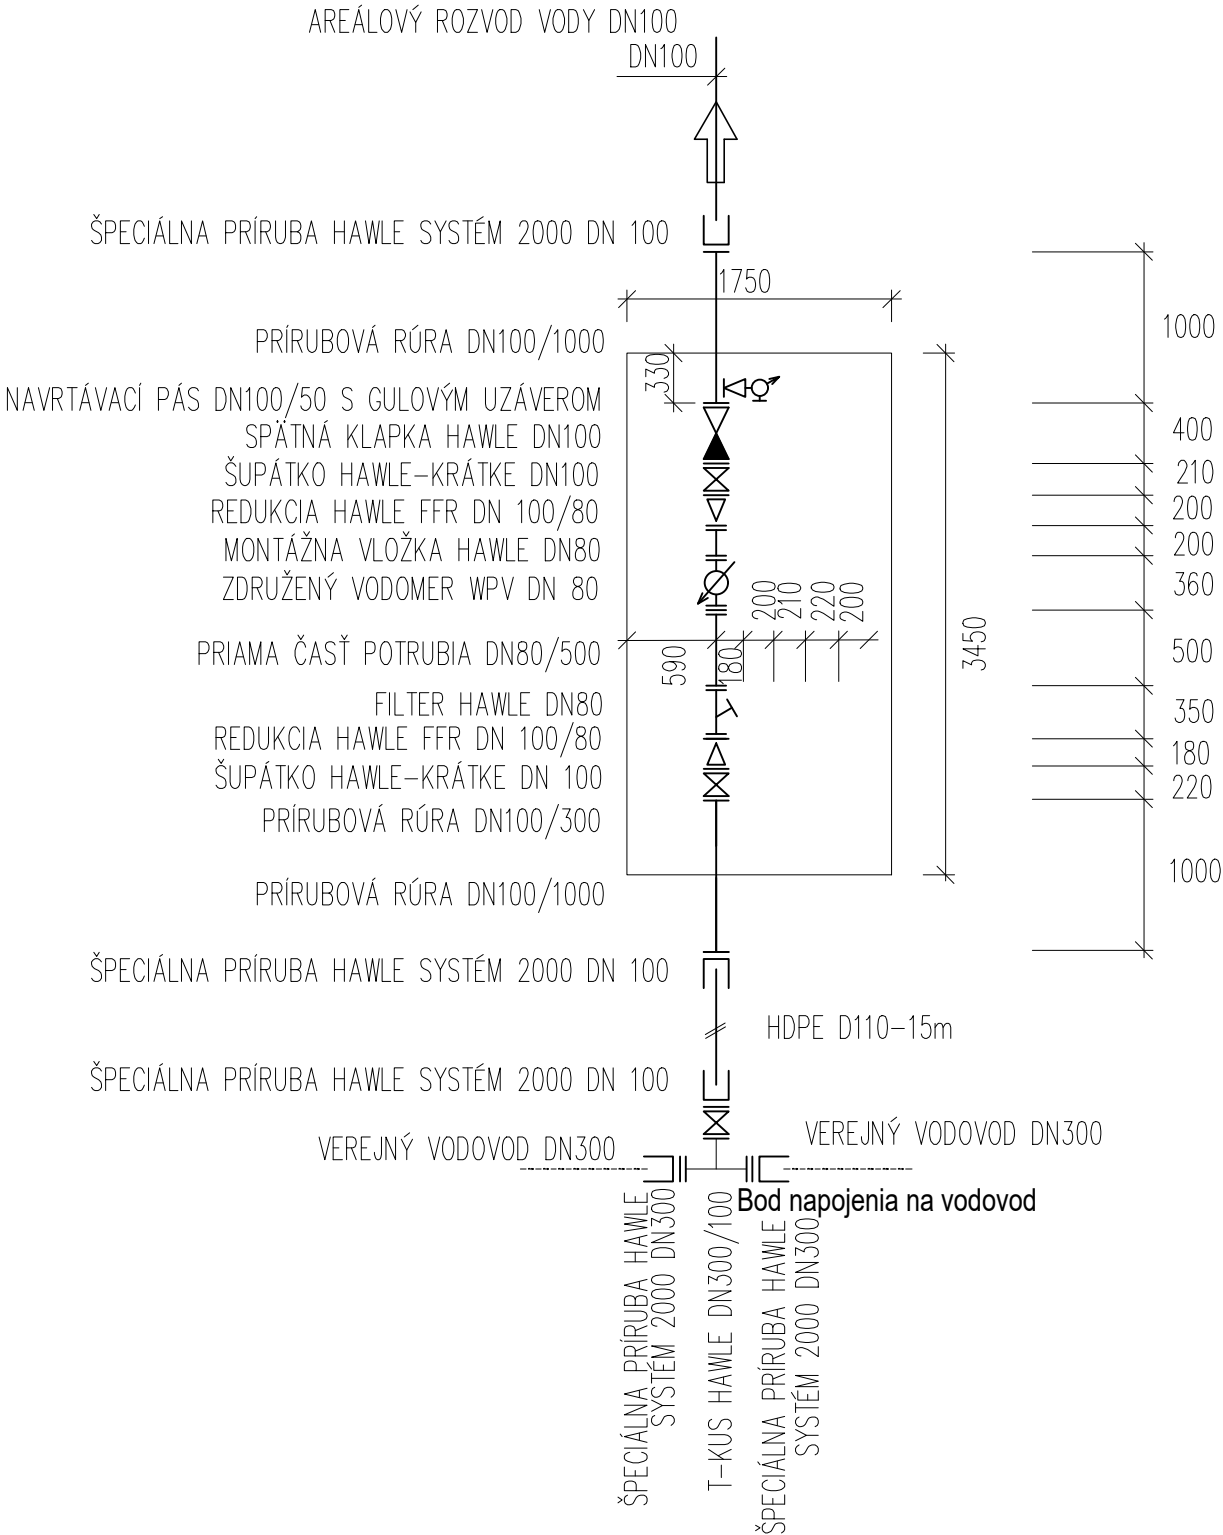 AREÁLOVÝ ROZVOD VODY DN100
DN100
ŠPECIÁLNA PRÍRUBA HAWLE SYSTÉM 2000 DN 100
1750
1000
PRÍRUBOVÁ RÚRA DN100/1000
330
NAVRTÁVACÍ PÁS DN100/50 S GULOVÝM UZÁVEROM
400
SPÄTNÁ KLAPKA HAWLE DN100
ŠUPÁTKO HAWLE-KRÁTKE DN100
210
REDUKCIA HAWLE FFR DN 100/80
200
MONTÁŽNA VLOŽKA HAWLE DN80
200
ZDRUŽENÝ VODOMER WPV DN 80
360
200
210
220
200
3450
PRIAMA ČASŤ POTRUBIA DN80/500
590
180
500
FILTER HAWLE DN80
350
REDUKCIA HAWLE FFR DN 100/80
180
ŠUPÁTKO HAWLE-KRÁTKE DN 100
220
PRÍRUBOVÁ RÚRA DN100/300
1000
PRÍRUBOVÁ RÚRA DN100/1000
ŠPECIÁLNA PRÍRUBA HAWLE SYSTÉM 2000 DN 100
HDPE D110-15m
ŠPECIÁLNA PRÍRUBA HAWLE SYSTÉM 2000 DN 100
VEREJNÝ VODOVOD DN300
VEREJNÝ VODOVOD DN300
Bod napojenia na vodovod
ŠPECIÁLNA PRÍRUBA HAWLE
SYSTÉM 2000 DN300
T-KUS HAWLE DN300/100
ŠPECIÁLNA PRÍRUBA HAWLE
SYSTÉM 2000 DN300